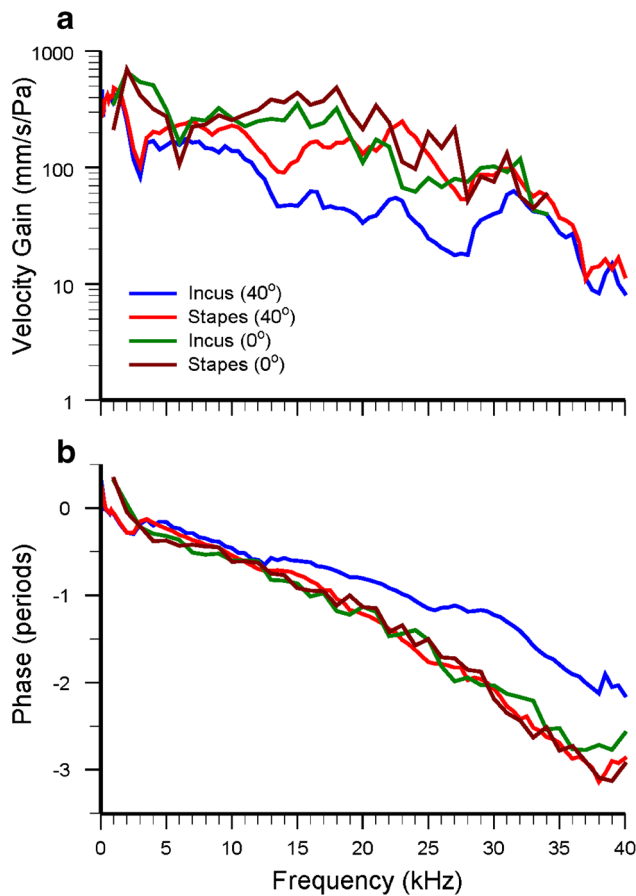 a
Velocity Gain (mm/s/Pa)
1000
100
10
1
Incus (40°)
Stapes (40°)
Incus (0°)
Stapes (0°)
b
Phase (periods)
0
-1
-2
-3
0 5 10 15 20 25 30 35 40
Frequency (kHz)